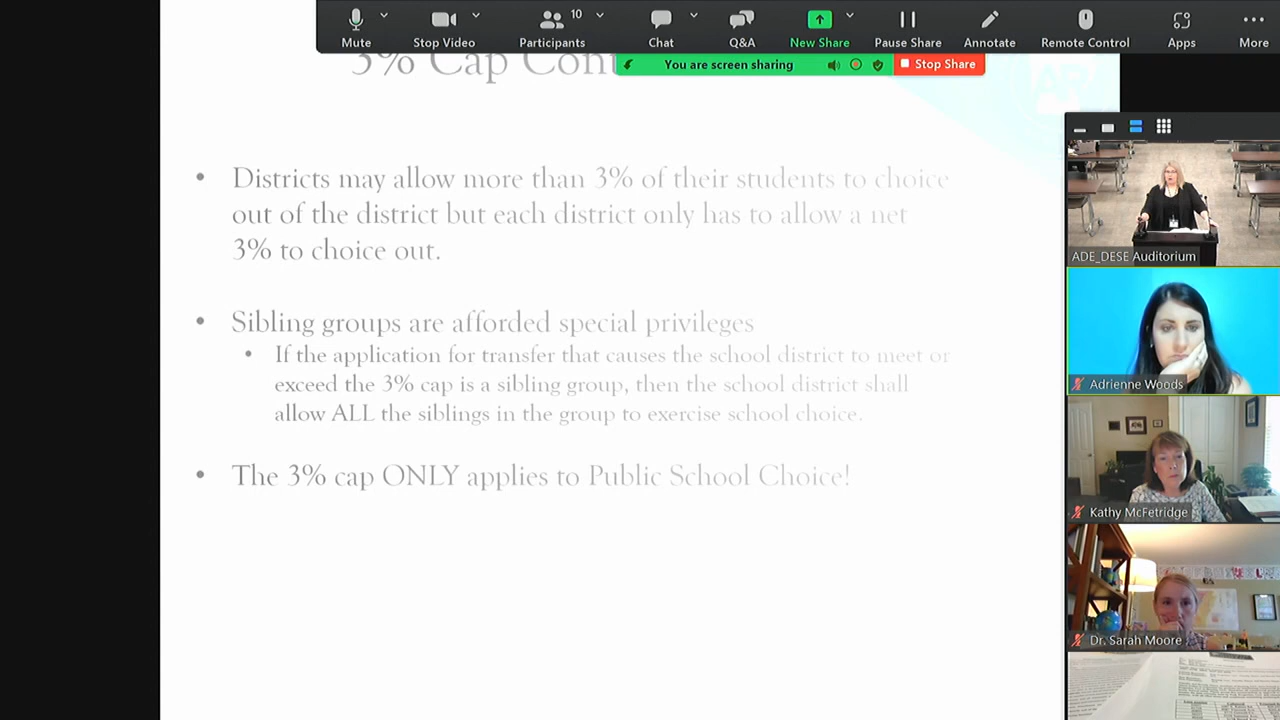 10
Mute
Stop Video
Participants
Chat
Q&A
New Share
Pause Share
Annotate
Remote Control
Apps
More
You are screen sharing
Stop Share
3% Cap Cont
AR
• Districts may allow more than 3% of their students to choice
out of the district but each district only has to allow a net
3% to choice out.
• Sibling groups are afforded special privileges
• If the application for transfer that causes the school district to meet or
exceed the 3% cap is a sibling group, then the school district shall
allow ALL the siblings in the group to exercise school choice.
• The 3% cap ONLY applies to Public School Choice!
ADE_DESE Auditorium
Adrienne Woods
Kathy McFetridge
Dr. Sarah Moore